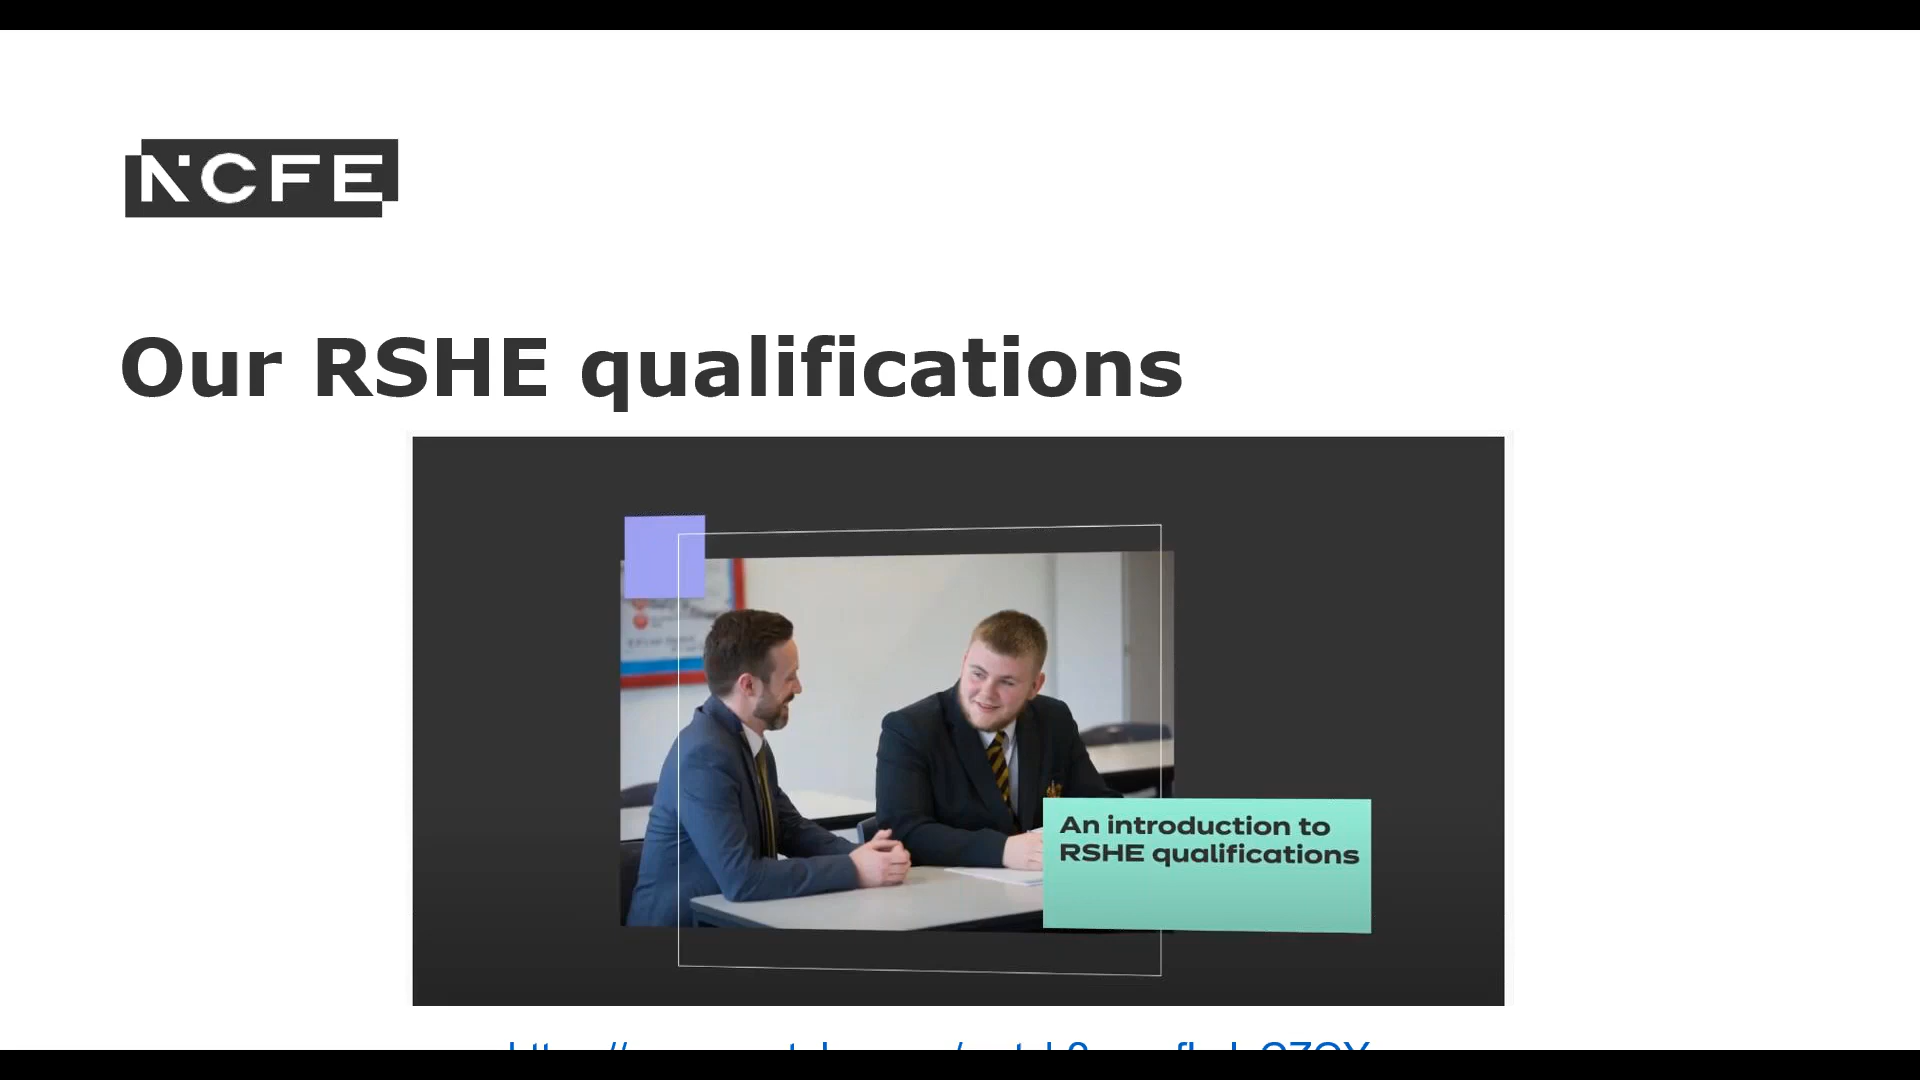 NCFE
Our RSHE qualifications
An introduction to
RSHE qualifications